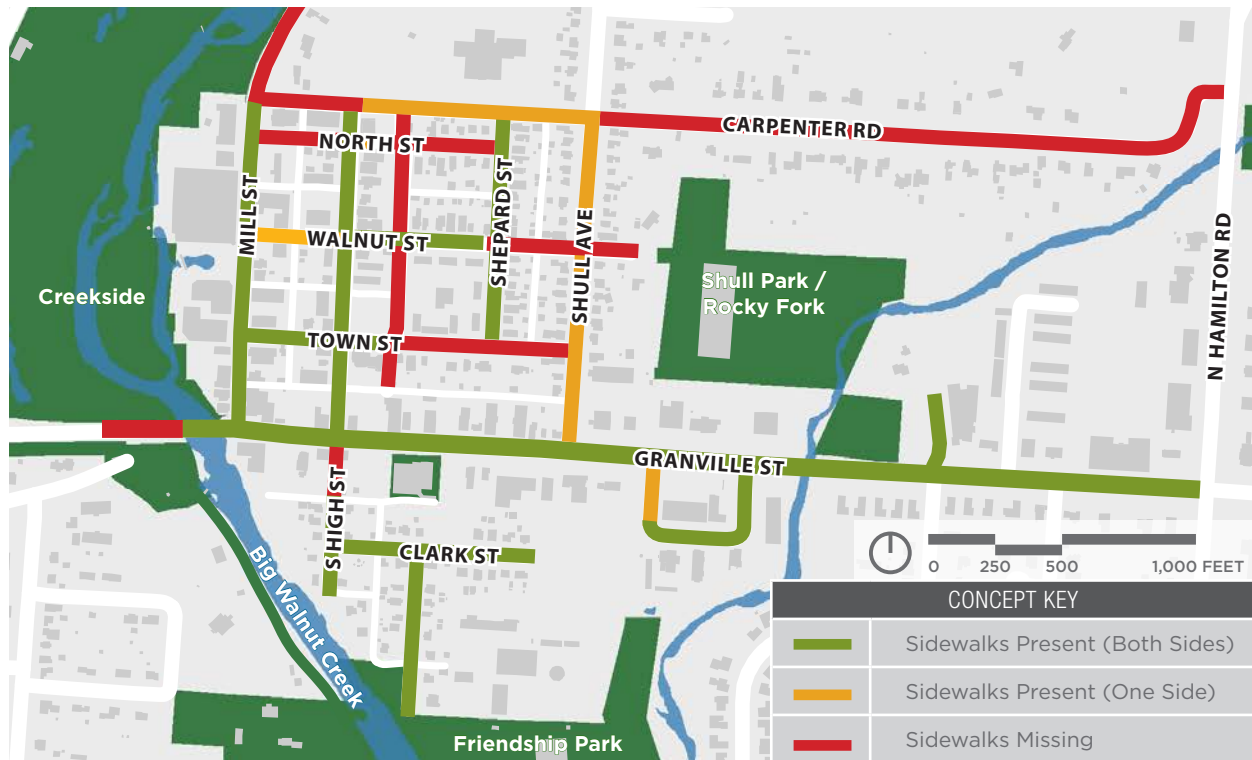 CARPENTER RD
NORTH ST
MILL ST
SHEPARD ST
WALNUT ST
SHULL AVE
N HAMILTON RD
Creekside
Shull Park /
Rocky Fork
TOWN ST
GRANVILLE ST
S HIGH ST
CLARK ST
Big Walnut Creek
Friendship Park
0 250 500 1,000 FEET
CONCEPT KEY
Sidewalks Present (Both Sides)
Sidewalks Present (One Side)
Sidewalks Missing